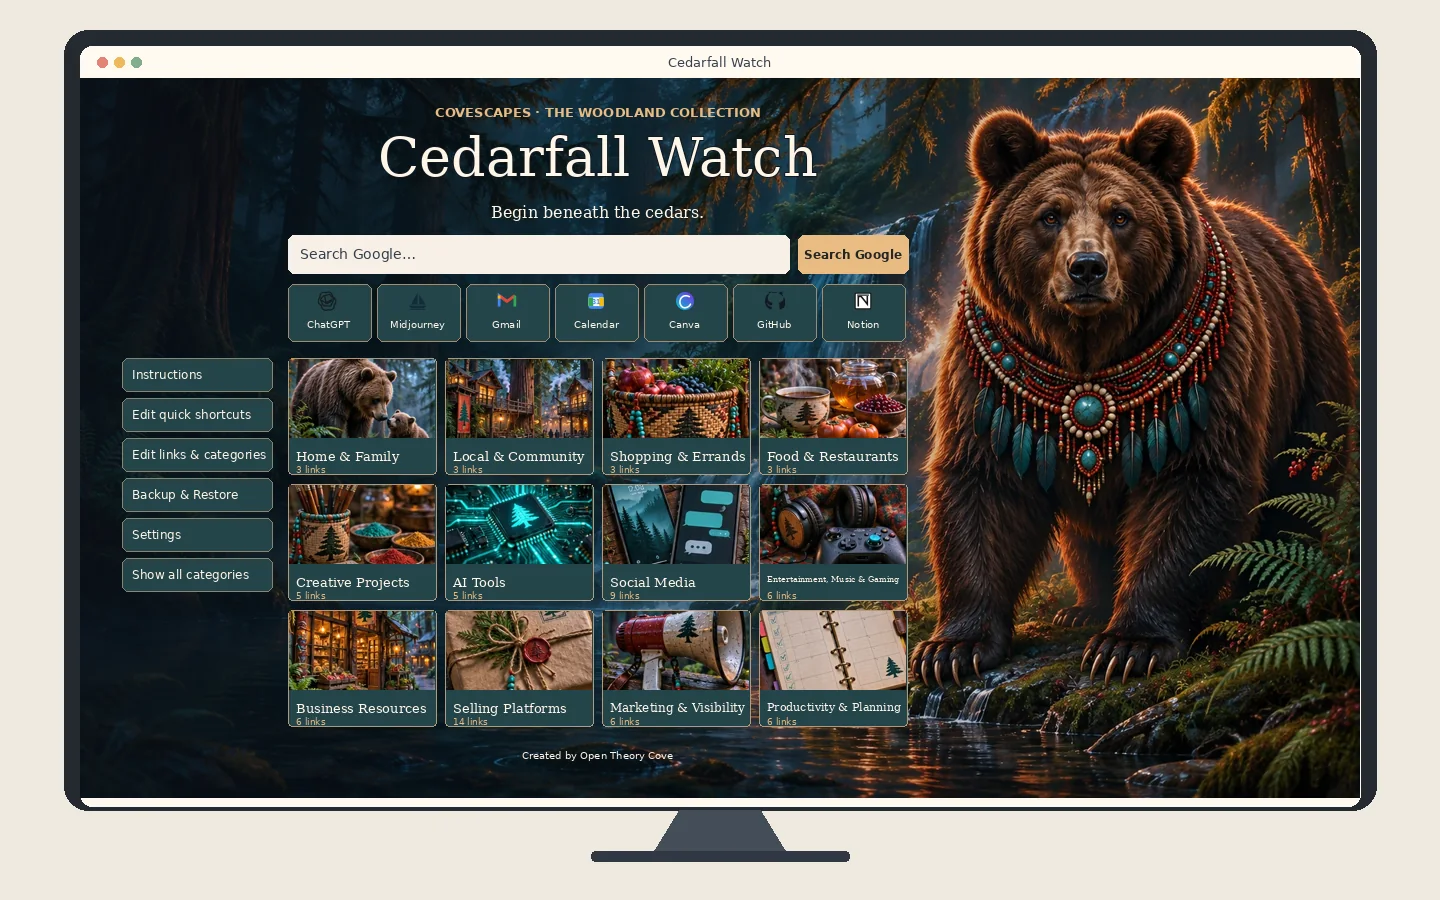 Cedarfall Watch
COVESCAPES · THE WOODLAND COLLECTION
Cedarfall Watch
Begin beneath the cedars.
Search Google...
Search Google
ChatGPT
Midjourney
Gmail
Calendar
Canva
GitHub
Notion
Instructions
Edit quick shortcuts
Edit links & categories
Backup & Restore
Settings
Show all categories
Home & Family
3 links
Local & Community
3 links
Shopping & Errands
3 links
Food & Restaurants
3 links
Creative Projects
5 links
AI Tools
5 links
Social Media
9 links
Entertainment, Music & Gaming
6 links
Business Resources
6 links
Selling Platforms
14 links
Marketing & Visibility
6 links
Productivity & Planning
6 links
Created by Open Theory Cove